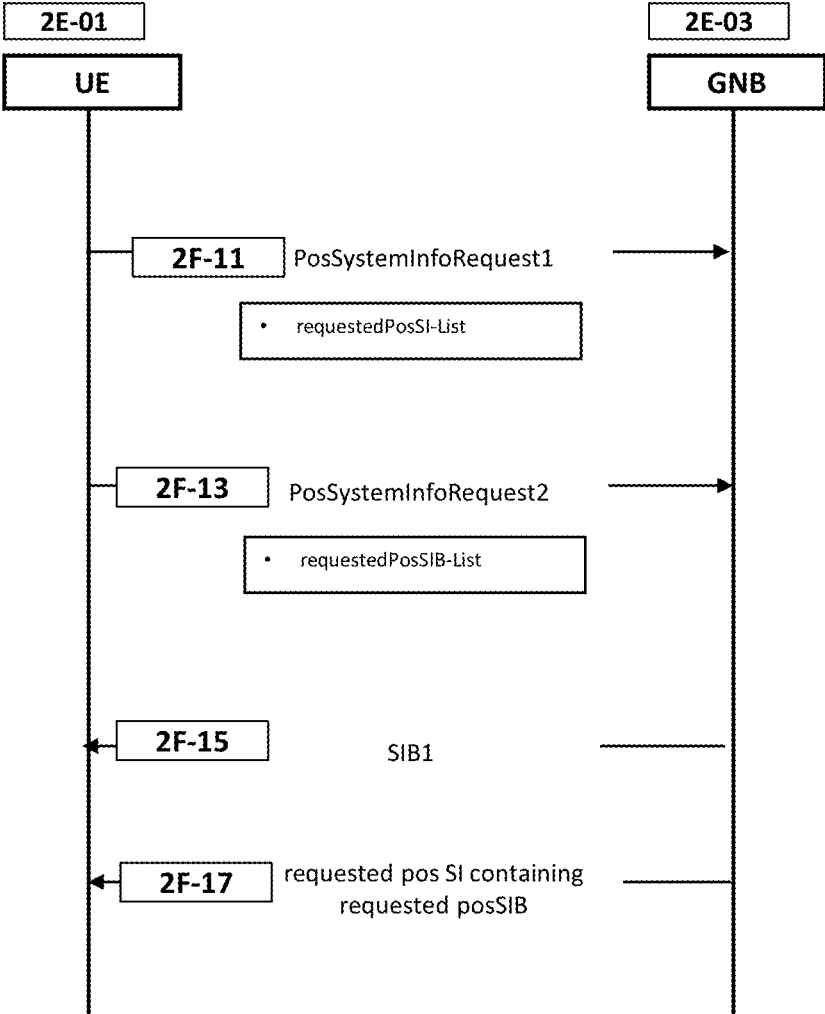 2E-01
2E-03
UE
GNB
2F-11
PosSystemInfoRequest1
• requestedPosSI-List
2F-13
PosSystemInfoRequest2
• requestedPosSIB-List
2F-15
SIB1
2F-17
requested pos SI containing
requested posSIB